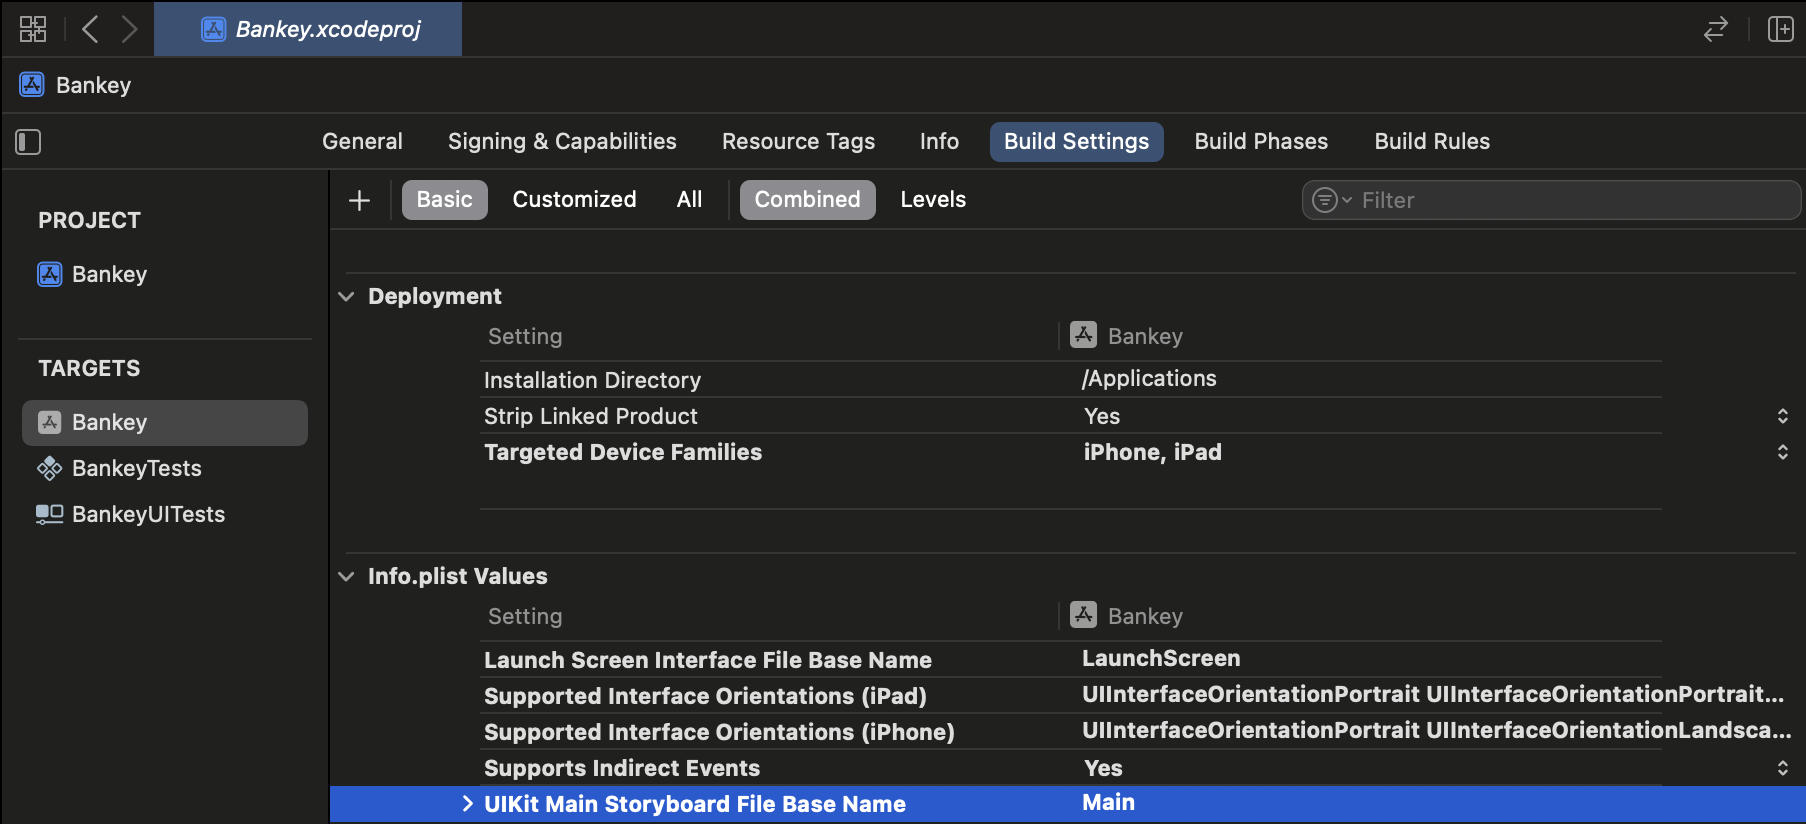 Bankey.xcodeproj
Bankey
General Signing & Capabilities Resource Tags Info Build Settings Build Phases Build Rules
Basic Customized All Combined Levels Filter
PROJECT
Bankey
TARGETS
Bankey
BankeyTests
BankeyUITests
Deployment
Setting Bankey
Installation Directory /Applications
Strip Linked Product Yes
Targeted Device Families iPhone, iPad
Info.plist Values
Setting Bankey
Launch Screen Interface File Base Name LaunchScreen
Supported Interface Orientations (iPad) UIInterfaceOrientationPortrait UIInterfaceOrientationPortrait...
Supported Interface Orientations (iPhone) UIInterfaceOrientationPortrait UIInterfaceOrientationLandsca...
Supports Indirect Events Yes
UIKit Main Storyboard File Base Name Main